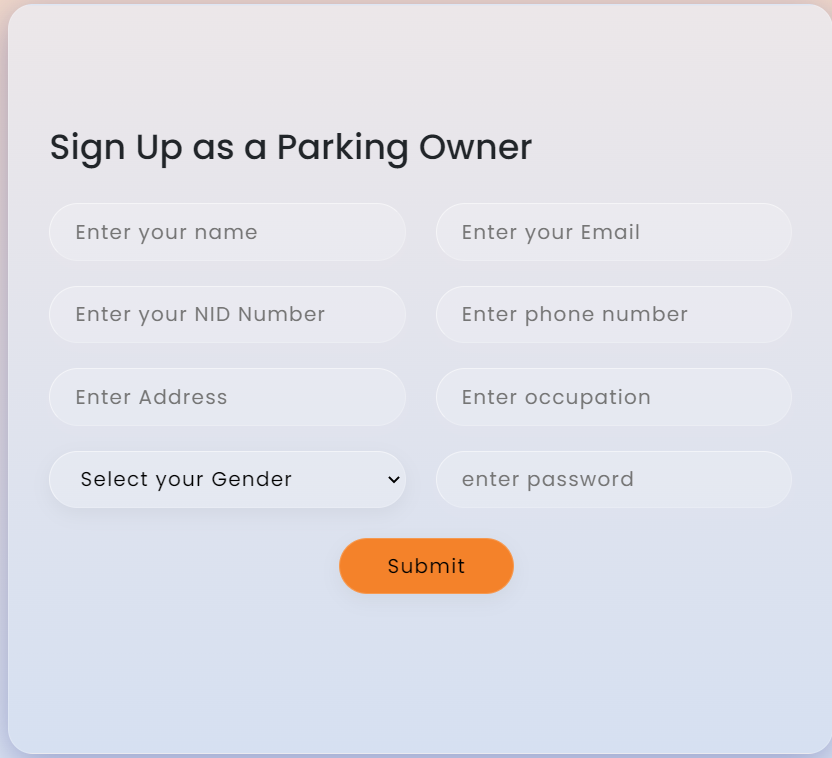 Sign Up as a Parking Owner
Enter your name
Enter your Email
Enter your NID Number
Enter phone number
Enter Address
Enter occupation
Select your Gender
enter password
Submit